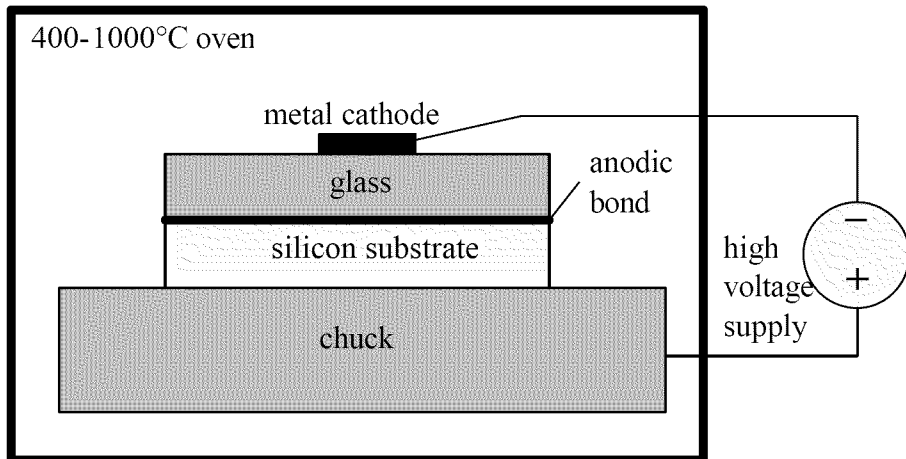 400-1000°C oven
metal cathode
glass
anodic
bond
silicon substrate
high
voltage
supply
−
+
chuck